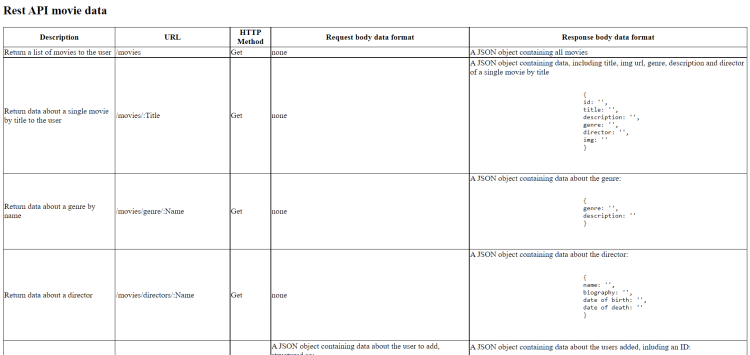 Rest API movie data
Description URL HTTP Method Request body data format Response body data format
Return a list of movies to the user /movies Get none A JSON object containing all movies
Return data about a single movie by title to the user /movies/:Title Get none A JSON object containing data, including title, img url, genre, description and director
of a single movie by title
{
id: '',
title: '',
description: '',
genre: '',
director: '',
img: ''
}
Return data about a genre by name /movies/genre/:Name Get none A JSON object containing data about the genre:
{
genre: '',
description: ''
}
Return data about a director /movies/directors/:Name Get none A JSON object containing data about the director:
{
name: '',
biography: '',
date of birth: '',
date of death: ''
}
A JSON object containing data about the user to add, A JSON object containing data about the users added, inluding an ID: